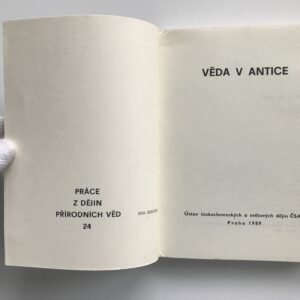 PRÁCE
Z DĚJIN
PŘÍRODNÍCH VĚD
24
VĚDA V ANTICE
Ústav československých a světových dějin ČSAV
Praha 1989